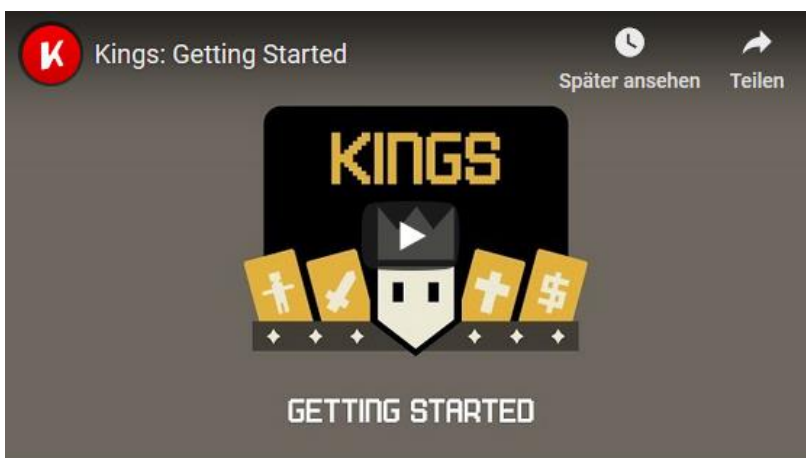 K
Kings: Getting Started
Später ansehen
Teilen
KINGS
$
GETTING STARTED